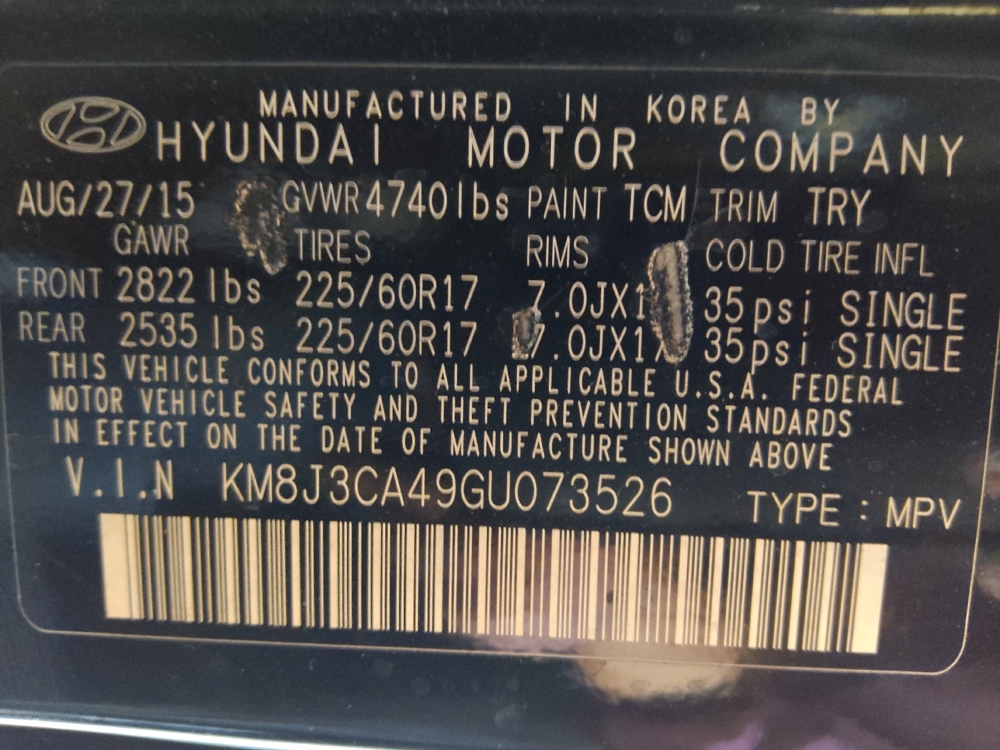 MANUFACTURED IN KOREA BY
HYUNDAI MOTOR COMPANY
AUG/27/15 GVWR 4740 lbs PAINT TCM TRIM TRY
GAWR TIRES RIMS COLD TIRE INFL
FRONT 2822 lbs 225/60R17 7.0JX1 35psi SINGLE
REAR 2535 lbs 225/60R17 7.0JX17 35psi SINGLE
THIS VEHICLE CONFORMS TO ALL APPLICABLE U.S.A. FEDERAL
MOTOR VEHICLE SAFETY AND THEFT PREVENTION STANDARDS
IN EFFECT ON THE DATE OF MANUFACTURE SHOWN ABOVE
V.I.N KM8J3CA49GU073526 TYPE : MPV